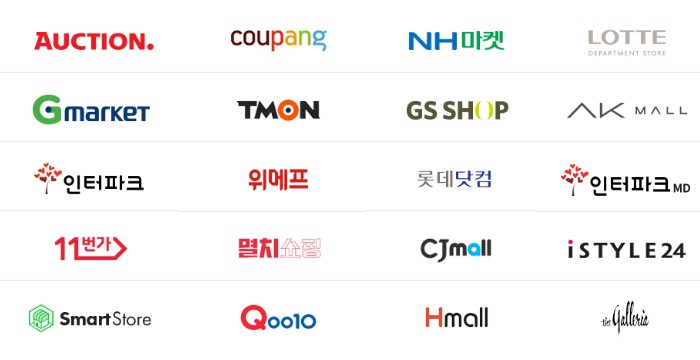 AUCTION.
coupang
NH마켓
LOTTE
DEPARTMENT STORE
Gmarket
TMON
GS SHOP
AK MALL
인터파크
위메프
롯데닷컴
인터파크 MD
11번가
멸치쇼핑
CJmall
iSTYLE24
SmartStore
Qoo10
Hmall
the Galleria